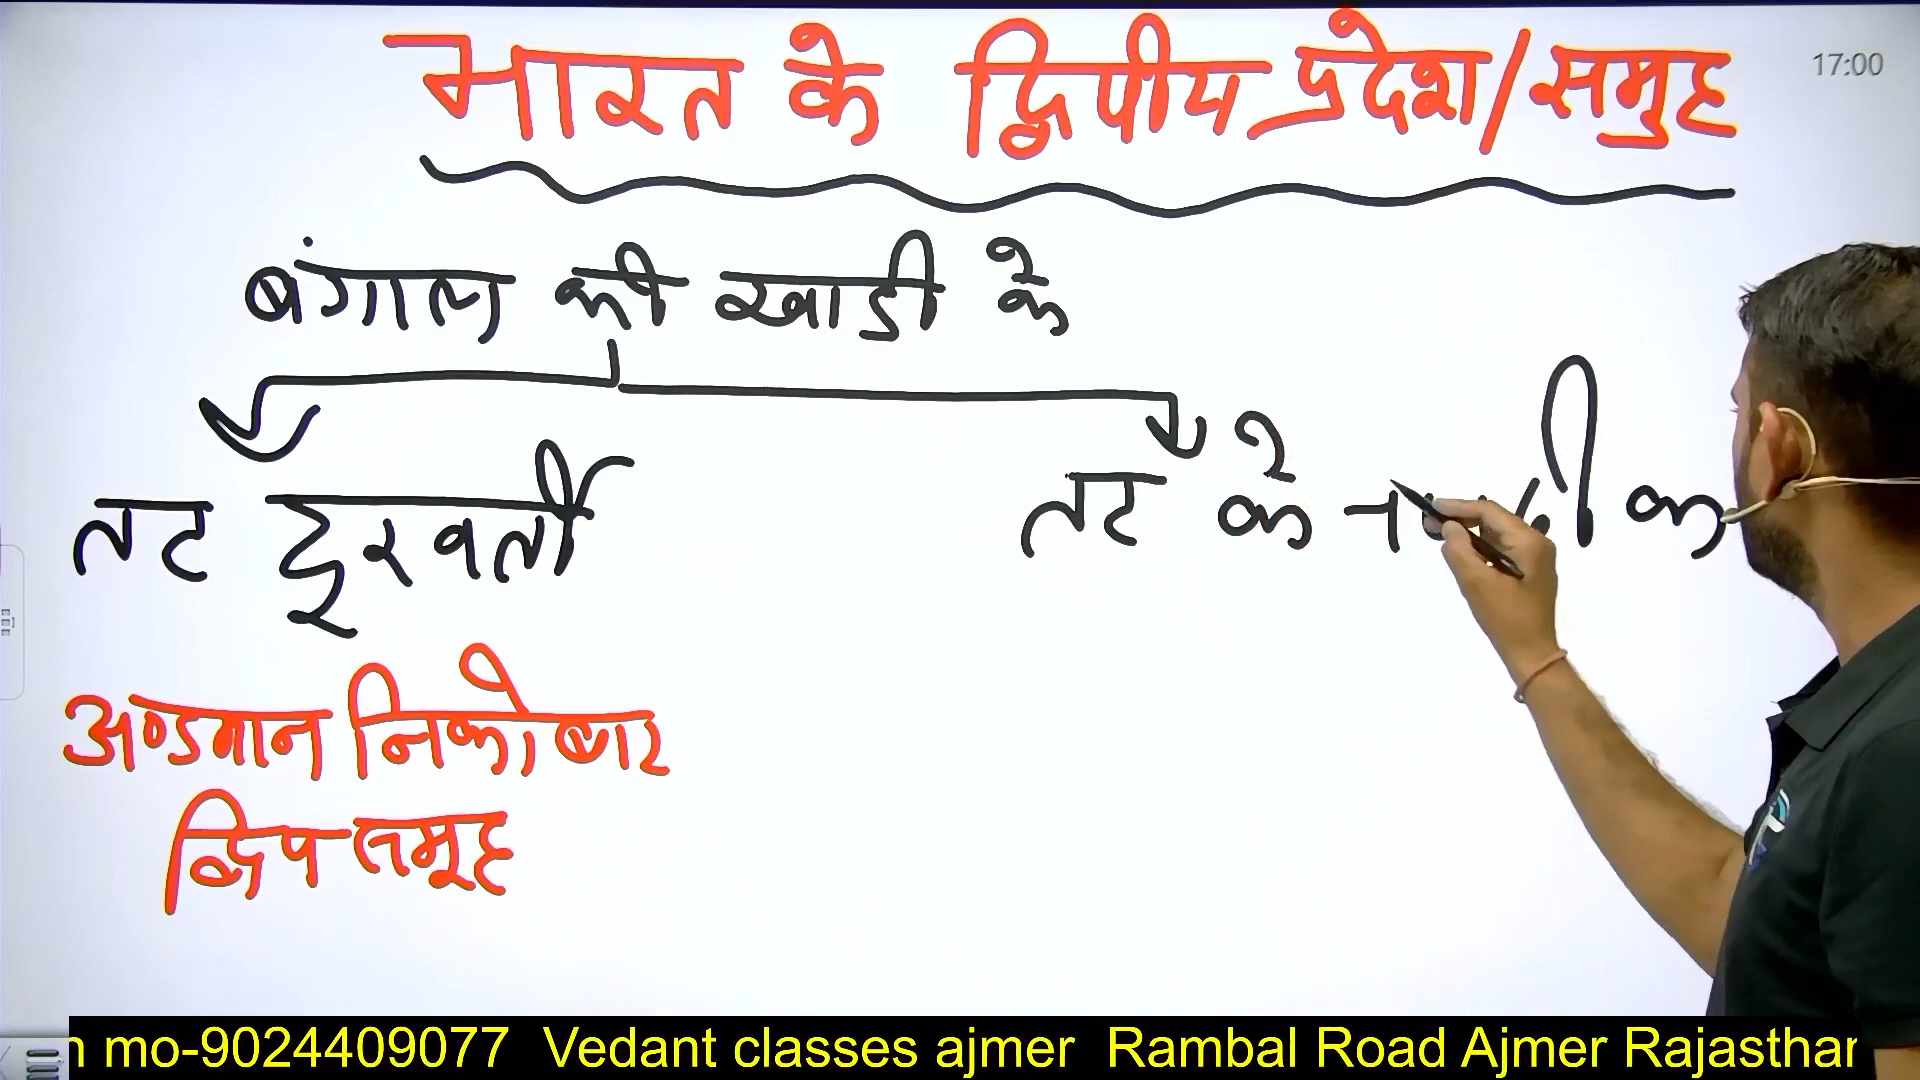 भारत के द्विपीय प्रदेश/समुह
17:00
बंगाल की खाडी के
तट दूरवर्ती
तट के
अण्डमान निकोबार
द्विप समूह
mo-9024409077 Vedant classes ajmer Rambal Road Ajmer Rajasthan